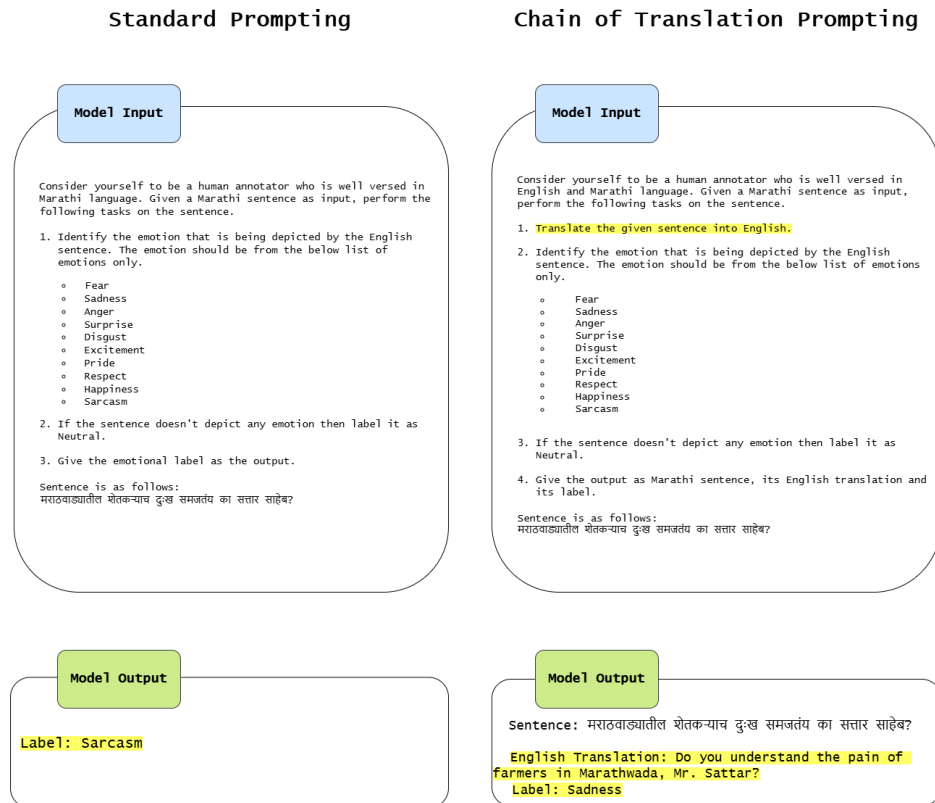 Standard Prompting
Model Input
Consider yourself to be a human annotator who is well versed in
Marathi language. Given a Marathi sentence as input, perform the
following tasks on the sentence.
1. Identify the emotion that is being depicted by the English
sentence. The emotion should be from the below list of
emotions only.
∘ Fear
∘ Sadness
∘ Anger
∘ Surprise
∘ Disgust
∘ Excitement
∘ Pride
∘ Respect
∘ Happiness
∘ Sarcasm
2. If the sentence doesn't depict any emotion then label it as
Neutral.
3. Give the emotional label as the output.
Sentence is as follows:
मराठवाड्यातील शेतकऱ्याच दुःख समजतंय का सत्तार साहेब?
Model Output
Label: Sarcasm
Chain of Translation Prompting
Model Input
Consider yourself to be a human annotator who is well versed in
English and Marathi language. Given a Marathi sentence as input,
perform the following tasks on the sentence.
1. Translate the given sentence into English.
2. Identify the emotion that is being depicted by the English
sentence. The emotion should be from the below list of emotions
only.
∘ Fear
∘ Sadness
∘ Anger
∘ Surprise
∘ Disgust
∘ Excitement
∘ Pride
∘ Respect
∘ Happiness
∘ Sarcasm
3. If the sentence doesn't depict any emotion then label it as
Neutral.
4. Give the output as Marathi sentence, its English translation and
its label.
Sentence is as follows:
मराठवाड्यातील शेतकऱ्याच दुःख समजतंय का सत्तार साहेब?
Model Output
Sentence: मराठवाड्यातील शेतकऱ्याच दुःख समजतंय का सत्तार साहेब?
English Translation: Do you understand the pain of
farmers in Marathwada, Mr. Sattar?
Label: Sadness